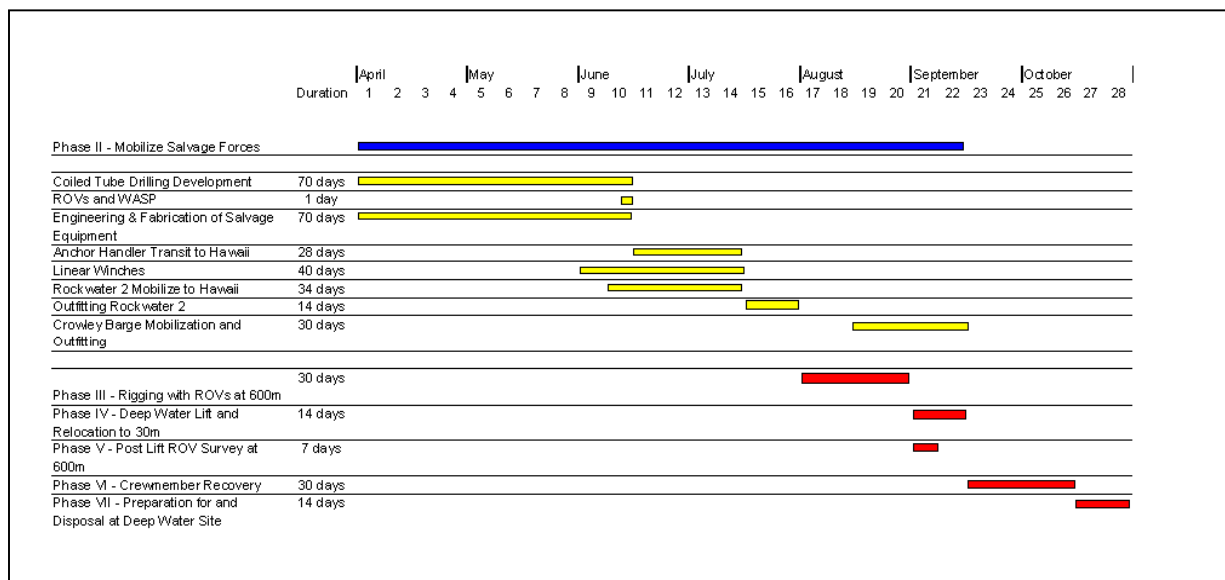 April May June July August September October
Duration 1 2 3 4 5 6 7 8 9 10 11 12 13 14 15 16 17 18 19 20 21 22 23 24 25 26 27 28
Phase II - Mobilize Salvage Forces
Coiled Tube Drilling Development 70 days
ROVs and WASP 1 day
Engineering & Fabrication of Salvage 70 days
Equipment
Anchor Handler Transit to Hawaii 28 days
Linear Winches 40 days
Rockwater 2 Mobilize to Hawaii 34 days
Outfitting Rockwater 2 14 days
Crowley Barge Mobilization and 30 days
Outfitting
30 days
Phase III - Rigging with ROVs at 600m
Phase IV - Deep Water Lift and 14 days
Relocation to 30m
Phase V - Post Lift ROV Survey at 7 days
600m
Phase VI - Crewmember Recovery 30 days
Phase VII - Preparation for and 14 days
Disposal at Deep Water Site